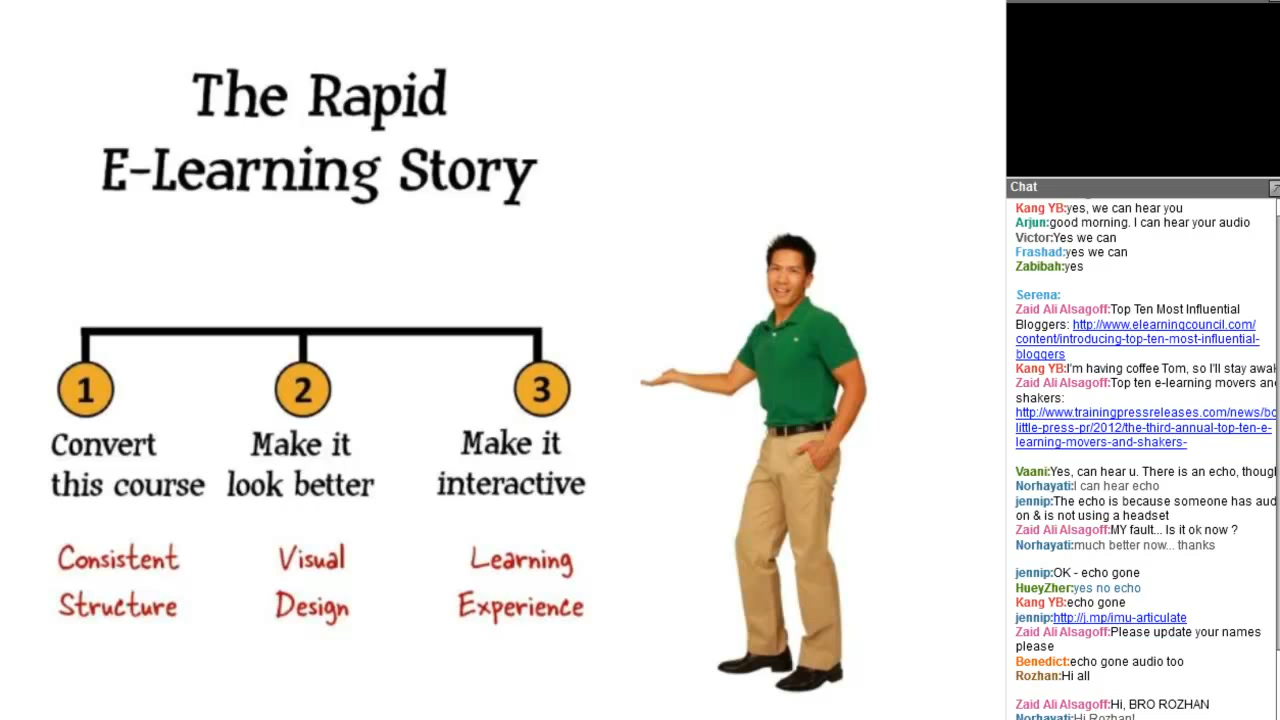 The Rapid
E-Learning Story
1
2
3
Convert
this course
Make it
look better
Make it
interactive
Consistent
Structure
Visual
Design
Learning
Experience
Chat
Kang YB:yes, we can hear you
Arjun:good morning. I can hear your audio
Victor:Yes we can
Frashad:yes we can
Zabibah:yes
Serena:
Zaid Ali Alsagoff:Top Ten Most Influential
Bloggers: http://www.elearningcouncil.com/
content/introducing-top-ten-most-influential-
bloggers
Kang YB:I'm having coffee Tom, so I'll stay
Zaid Ali Alsagoff:Top ten e-learning movers
shakers:
http://www.trainingpressreleases.com/news/
little-press-pr/2012/the-third-annual-top-ten-e-
learning-movers-and-shakers-
Vaani:Yes, can hear u. There is an echo,
Norhayati:I can hear echo
jennip:The echo is because someone has
on & is not using a headset
Zaid Ali Alsagoff:MY fault... Is it ok now ?
Norhayati:much better now... thanks
jennip:OK - echo gone
HueyZher:yes no echo
Kang YB:echo gone
jennip:http://j.mp/imu-articulate
Zaid Ali Alsagoff:Please update your names
please
Benedict:echo gone audio too
Rozhan:Hi all
Zaid Ali Alsagoff:Hi, BRO ROZHAN
Norhayati:Hi Rozhan!